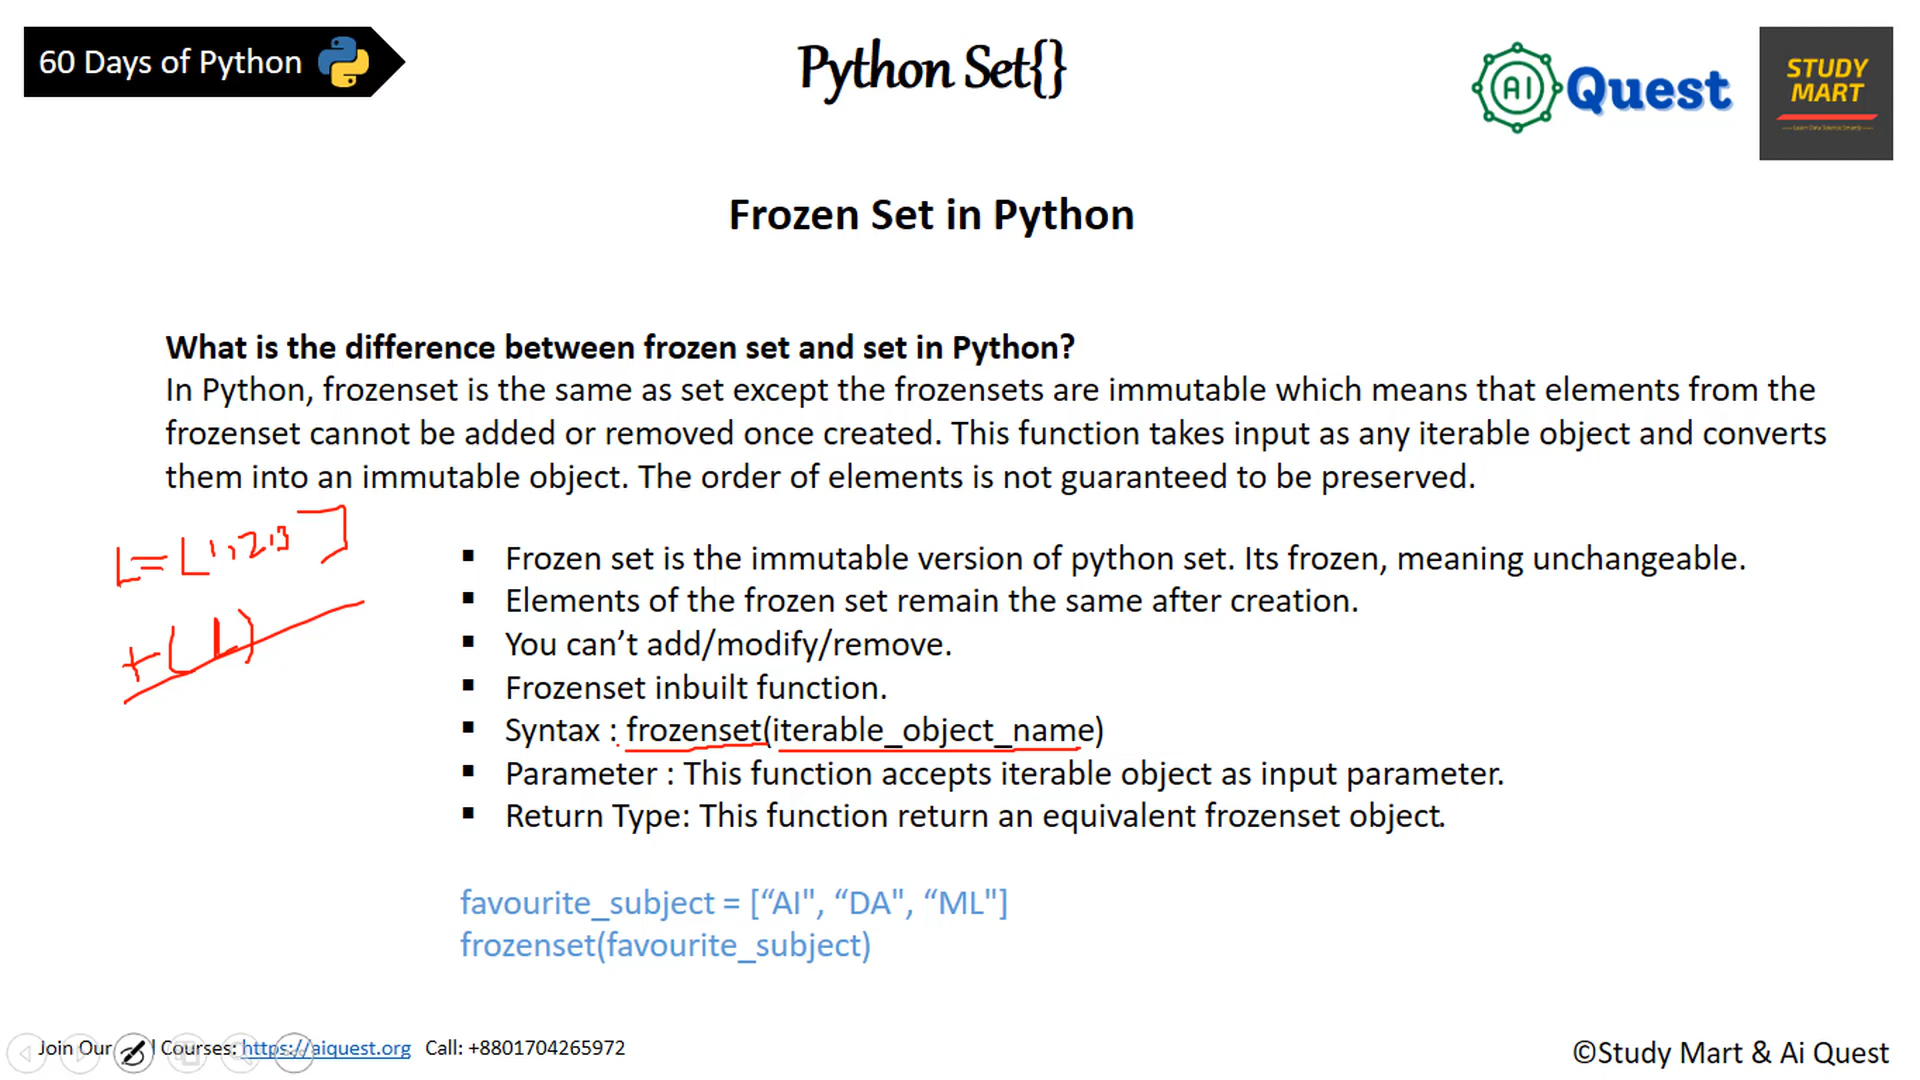 60 Days of Python
Python Set{}
AI Quest
STUDY
MART
Frozen Set in Python
What is the difference between frozen set and set in Python?
In Python, frozenset is the same as set except the frozensets are immutable which means that elements from the
frozenset cannot be added or removed once created. This function takes input as any iterable object and converts
them into an immutable object. The order of elements is not guaranteed to be preserved.
L=[1,2,3]
+(L)
▪ Frozen set is the immutable version of python set. Its frozen, meaning unchangeable.
▪ Elements of the frozen set remain the same after creation.
▪ You can’t add/modify/remove.
▪ Frozenset inbuilt function.
▪ Syntax : frozenset(iterable_object_name)
▪ Parameter : This function accepts iterable object as input parameter.
▪ Return Type: This function return an equivalent frozenset object.
favourite_subject = [“AI", “DA", “ML"]
frozenset(favourite_subject)
Join Our Courses: https://aiquest.org Call: +8801704265972
©Study Mart & Ai Quest